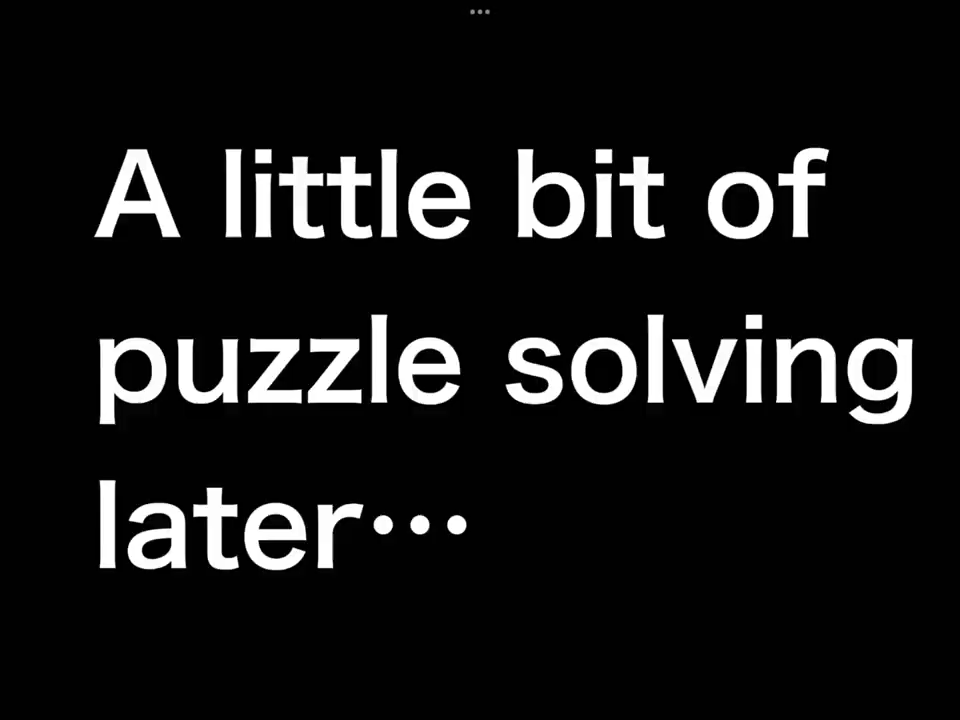 A little bit of
puzzle solving
later…